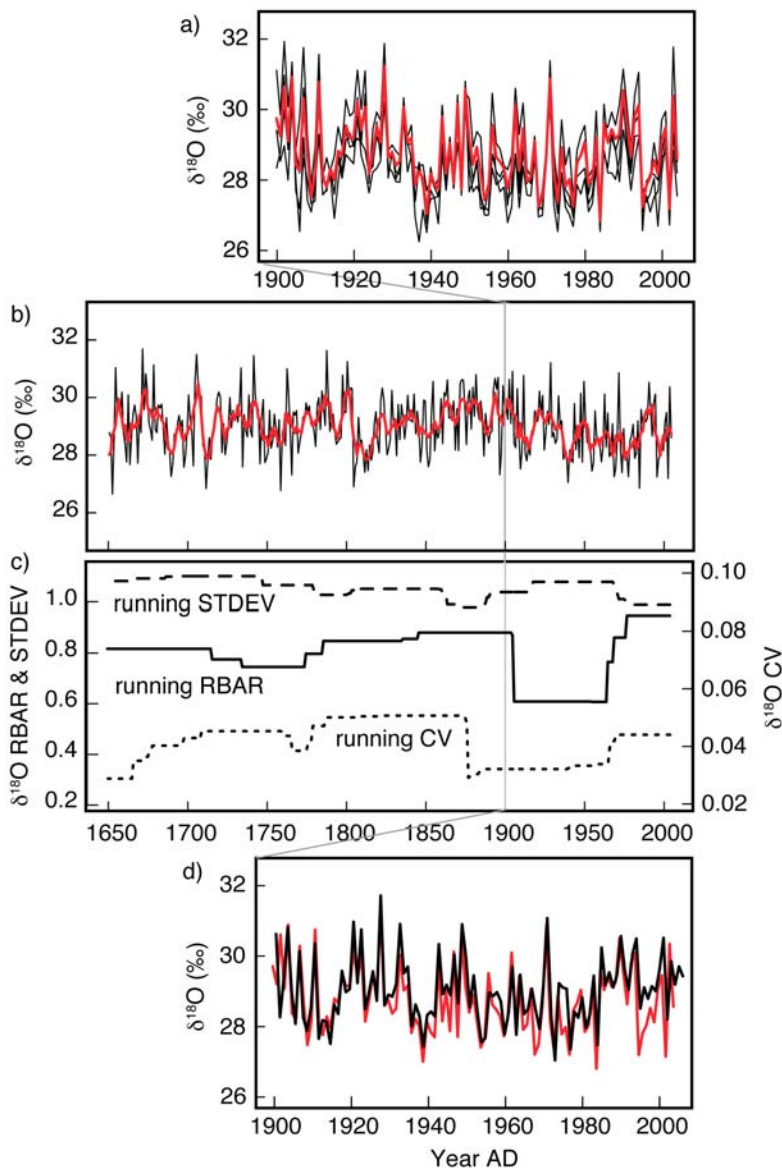 a)
32
30
28
26
δ¹⁸O (‰)
1900 1920 1940 1960 1980 2000
b)
32
30
28
26
δ¹⁸O (‰)
c)
1.0
0.8
0.6
0.4
0.2
δ¹⁸O RBAR & STDEV
running STDEV
running RBAR
running CV
0.10
0.08
0.06
0.04
0.02
δ¹⁸O CV
1650 1700 1750 1800 1850 1900 1950 2000
d)
32
30
28
26
δ¹⁸O (‰)
1900 1920 1940 1960 1980 2000
Year AD